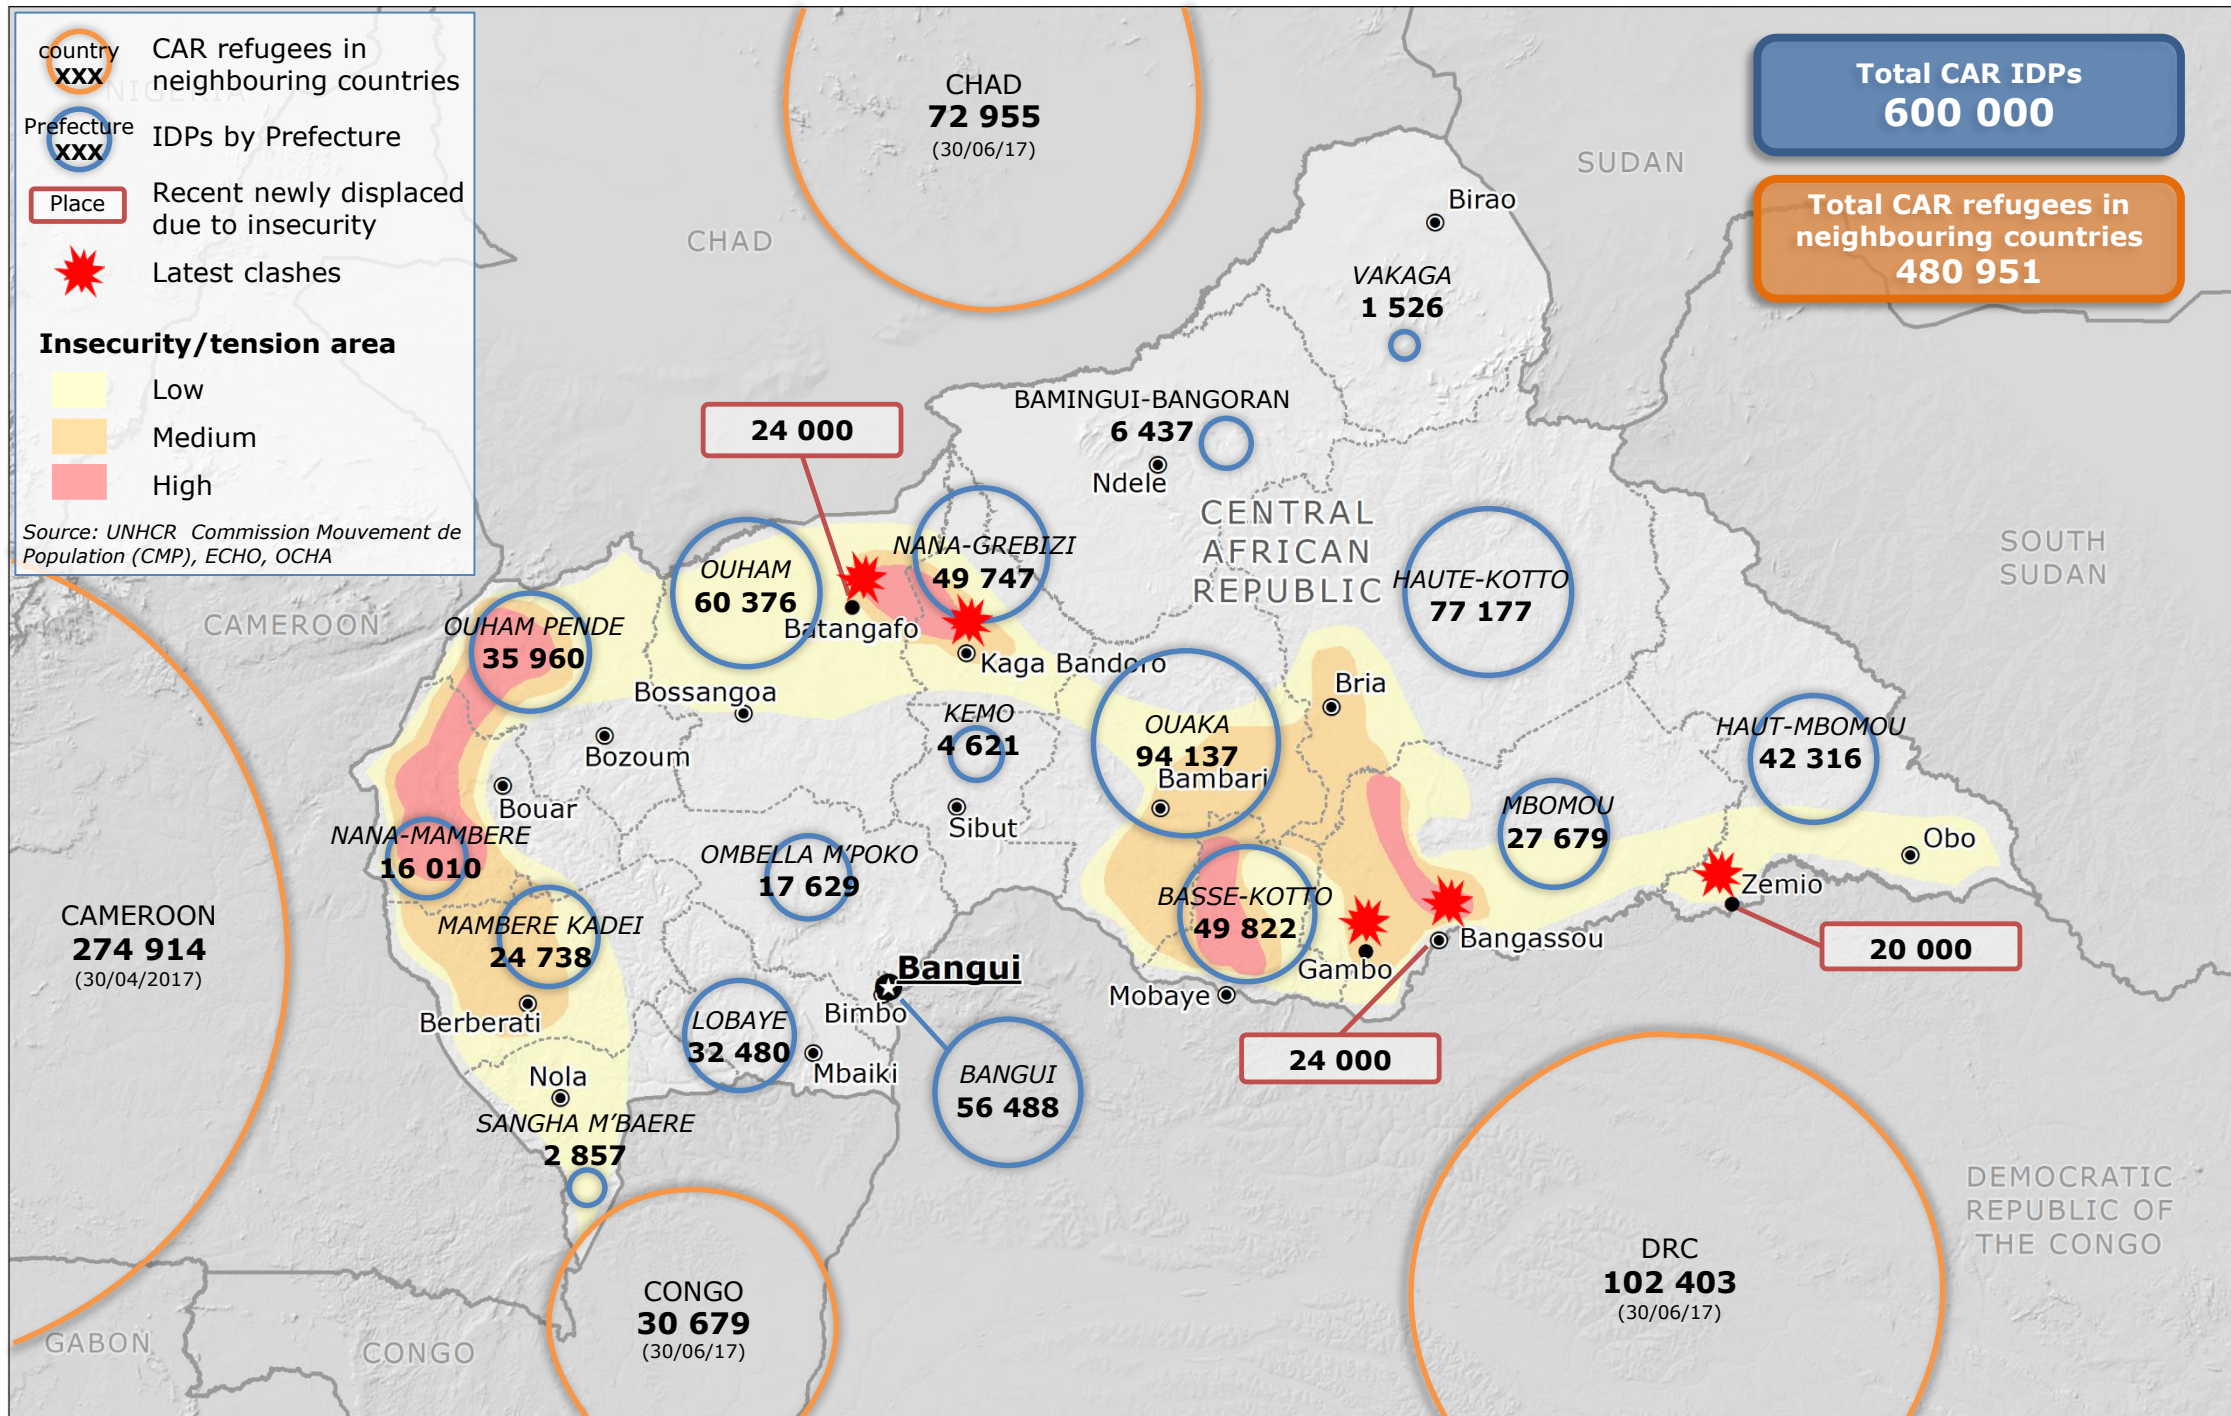 country
XXX
CAR refugees in
neighbouring countries
NIGERIA
Prefecture
XXX
IDPs by Prefecture
Place
Recent newly displaced
due to insecurity
Latest clashes
Insecurity/tension area
Low
Medium
High
Source: UNHCR Commission Mouvement de
Population (CMP), ECHO, OCHA
CHAD
72 955
(30/06/17)
Total CAR IDPs
600 000
Total CAR refugees in
neighbouring countries
480 951
SUDAN
CHAD
Birao
VAKAGA
1 526
BAMINGUI-BANGORAN
6 437
Ndele
24 000
CENTRAL
AFRICAN
REPUBLIC
NANA-GREBIZI
49 747
OUHAM
60 376
Batangafo
Kaga Bandoro
HAUTE-KOTTO
77 177
SOUTH
SUDAN
CAMEROON
OUHAM PENDE
35 960
Bossangoa
Bozoum
Bouar
KEMO
4 621
Sibut
OUAKA
94 137
Bambari
Bria
HAUT-MBOMOU
42 316
MBOMOU
27 679
Obo
Zemio
20 000
NANA-MAMBERE
16 010
OMBELLA M'POKO
17 629
BASSE-KOTTO
49 822
Gambo
Bangassou
Mobaye
24 000
CAMEROON
274 914
(30/04/2017)
MAMBERE KADEI
24 738
Berberati
Bangui
Bimbo
LOBAYE
32 480
Mbaiki
BANGUI
56 488
Nola
SANGHA M'BAERE
2 857
CONGO
30 679
(30/06/17)
DRC
102 403
(30/06/17)
DEMOCRATIC
REPUBLIC OF
THE CONGO
GABON
CONGO